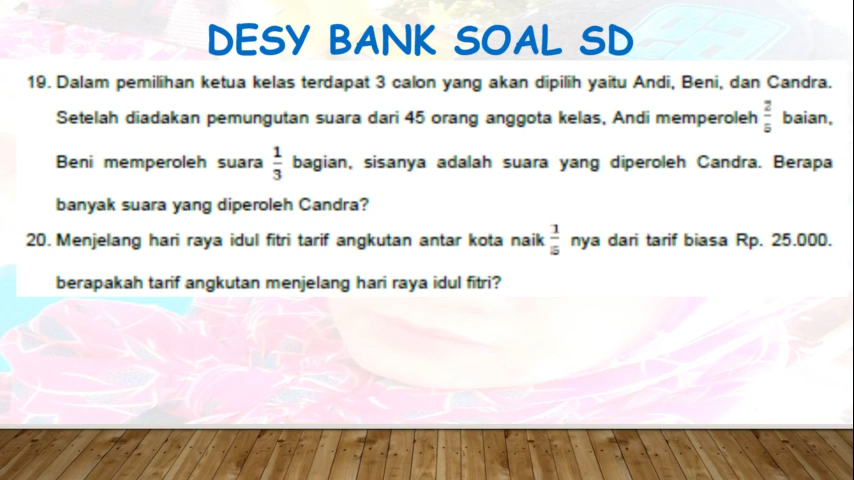 DESY BANK SOAL SD
19. Dalam pemilihan ketua kelas terdapat 3 calon yang akan dipilih yaitu Andi, Beni, dan Candra.
Setelah diadakan pemungutan suara dari 45 orang anggota kelas, Andi memperoleh 2/5 baian,
Beni memperoleh suara 1/3 bagian, sisanya adalah suara yang diperoleh Candra. Berapa
banyak suara yang diperoleh Candra?
20. Menjelang hari raya idul fitri tarif angkutan antar kota naik 1/5 nya dari tarif biasa Rp. 25.000.
berapakah tarif angkutan menjelang hari raya idul fitri?